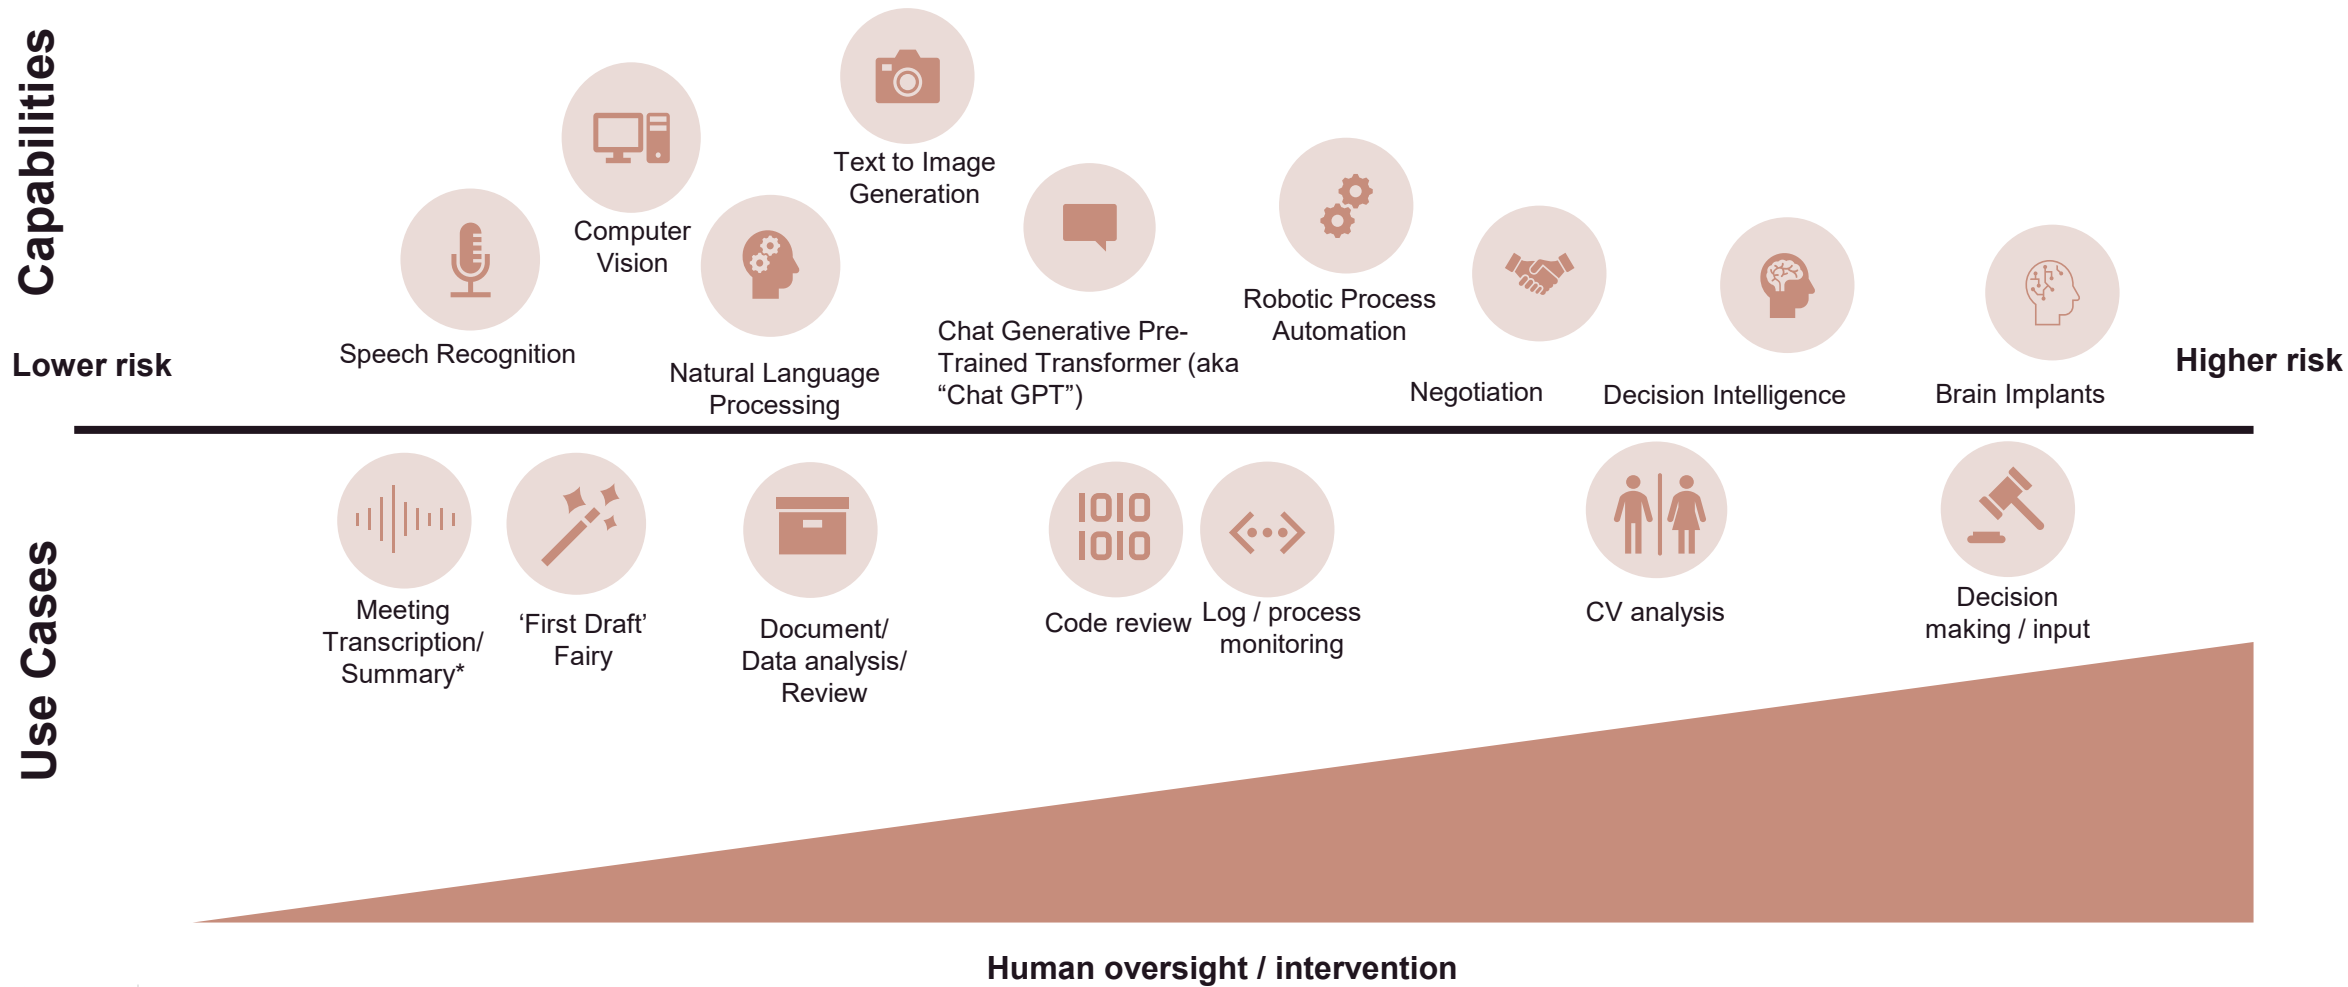 Capabilities
Text to Image
Generation
Computer
Vision
Robotic Process
Automation
Chat Generative Pre-
Trained Transformer (aka
“Chat GPT”)
Speech Recognition
Natural Language
Processing
Negotiation
Decision Intelligence
Brain Implants
Lower risk
Higher risk
Use Cases
IOIO
IOIO
Meeting
Transcription/
Summary*
‘First Draft’
Fairy
Document/
Data analysis/
Review
Code review
Log / process
monitoring
CV analysis
Decision
making / input
Human oversight / intervention